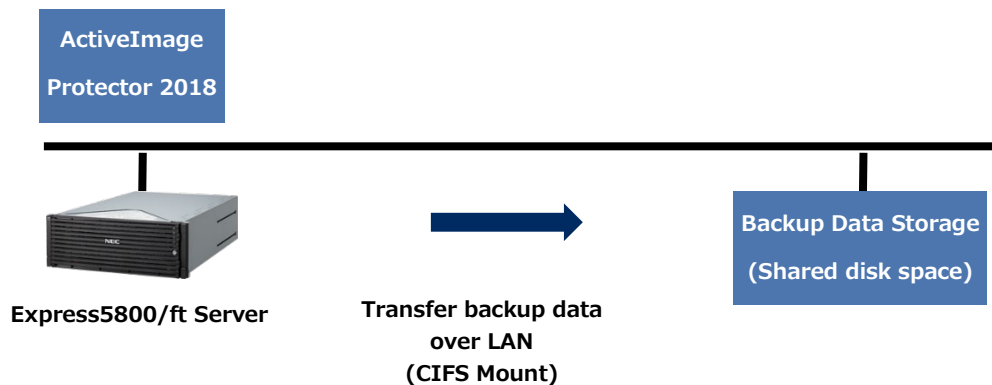 ActiveImage
Protector 2018
NEC
Express5800/ft Server
Transfer backup data
over LAN
(CIFS Mount)
Backup Data Storage
(Shared disk space)